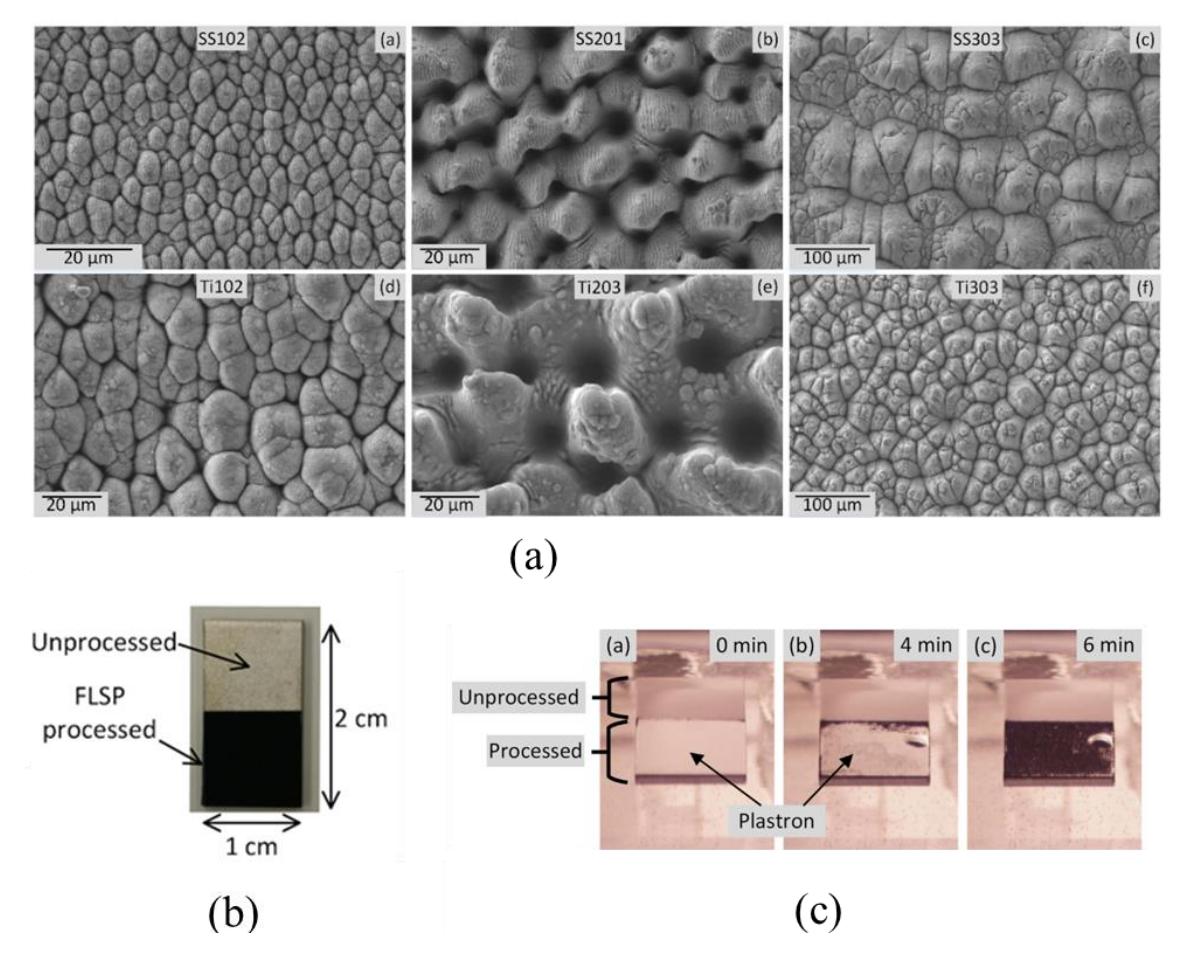 SS102 (a) SS201 (b) SS303 (c)
20 μm 20 μm 100 μm
Ti102 (d) Ti203 (e) Ti303 (f)
20 μm 20 μm 100 μm
(a)
Unprocessed
FLSP
processed
2 cm
1 cm
(b)
(a) 0 min (b) 4 min (c) 6 min
Unprocessed
Processed
Plastron
(c)